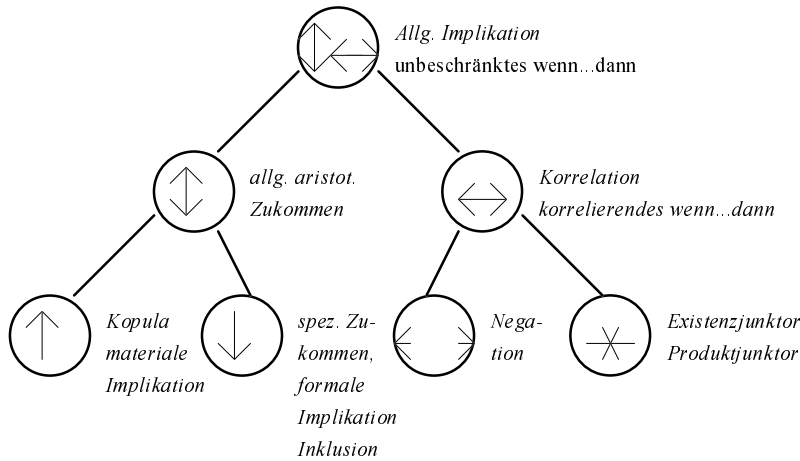 Allg. Implikation
unbeschränktes wenn...dann
allg. aristot.
Zukommen
Korrelation
korrelierendes wenn...dann
Kopula
materiale
Implikation
spez. Zu-
kommen,
formale
Implikation
Inklusion
Nega-
tion
Existenzjunktor
Produktjunktor